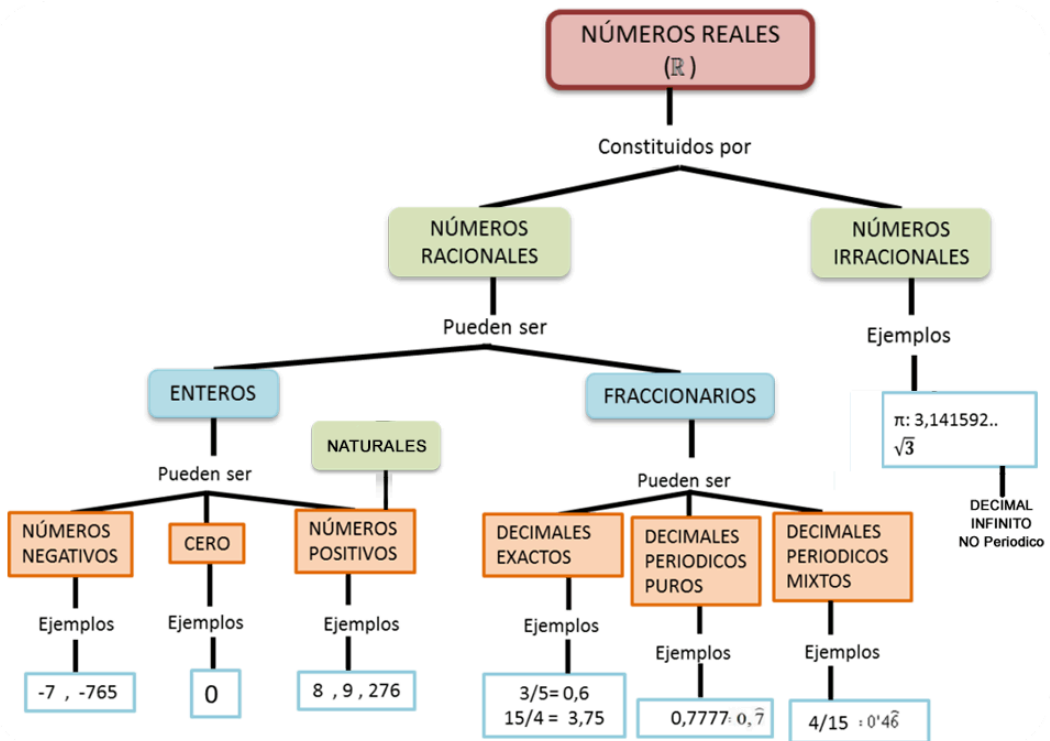 NÚMEROS REALES
(ℝ)
Constituidos por
NÚMEROS
RACIONALES
NÚMEROS
IRRACIONALES
Pueden ser
Ejemplos
ENTEROS
FRACCIONARIOS
π: 3,141592..
√3
NATURALES
Pueden ser
Pueden ser
DECIMAL
INFINITO
NO Periodico
NÚMEROS
NEGATIVOS
CERO
NÚMEROS
POSITIVOS
DECIMALES
EXACTOS
DECIMALES
PERIODICOS
PUROS
DECIMALES
PERIODICOS
MIXTOS
Ejemplos
Ejemplos
Ejemplos
Ejemplos
Ejemplos
Ejemplos
-7 , -765
0
8 , 9 , 276
3/5= 0,6
15/4 = 3,75
0,7777: 0,7̂
4/15 : 0'46̂